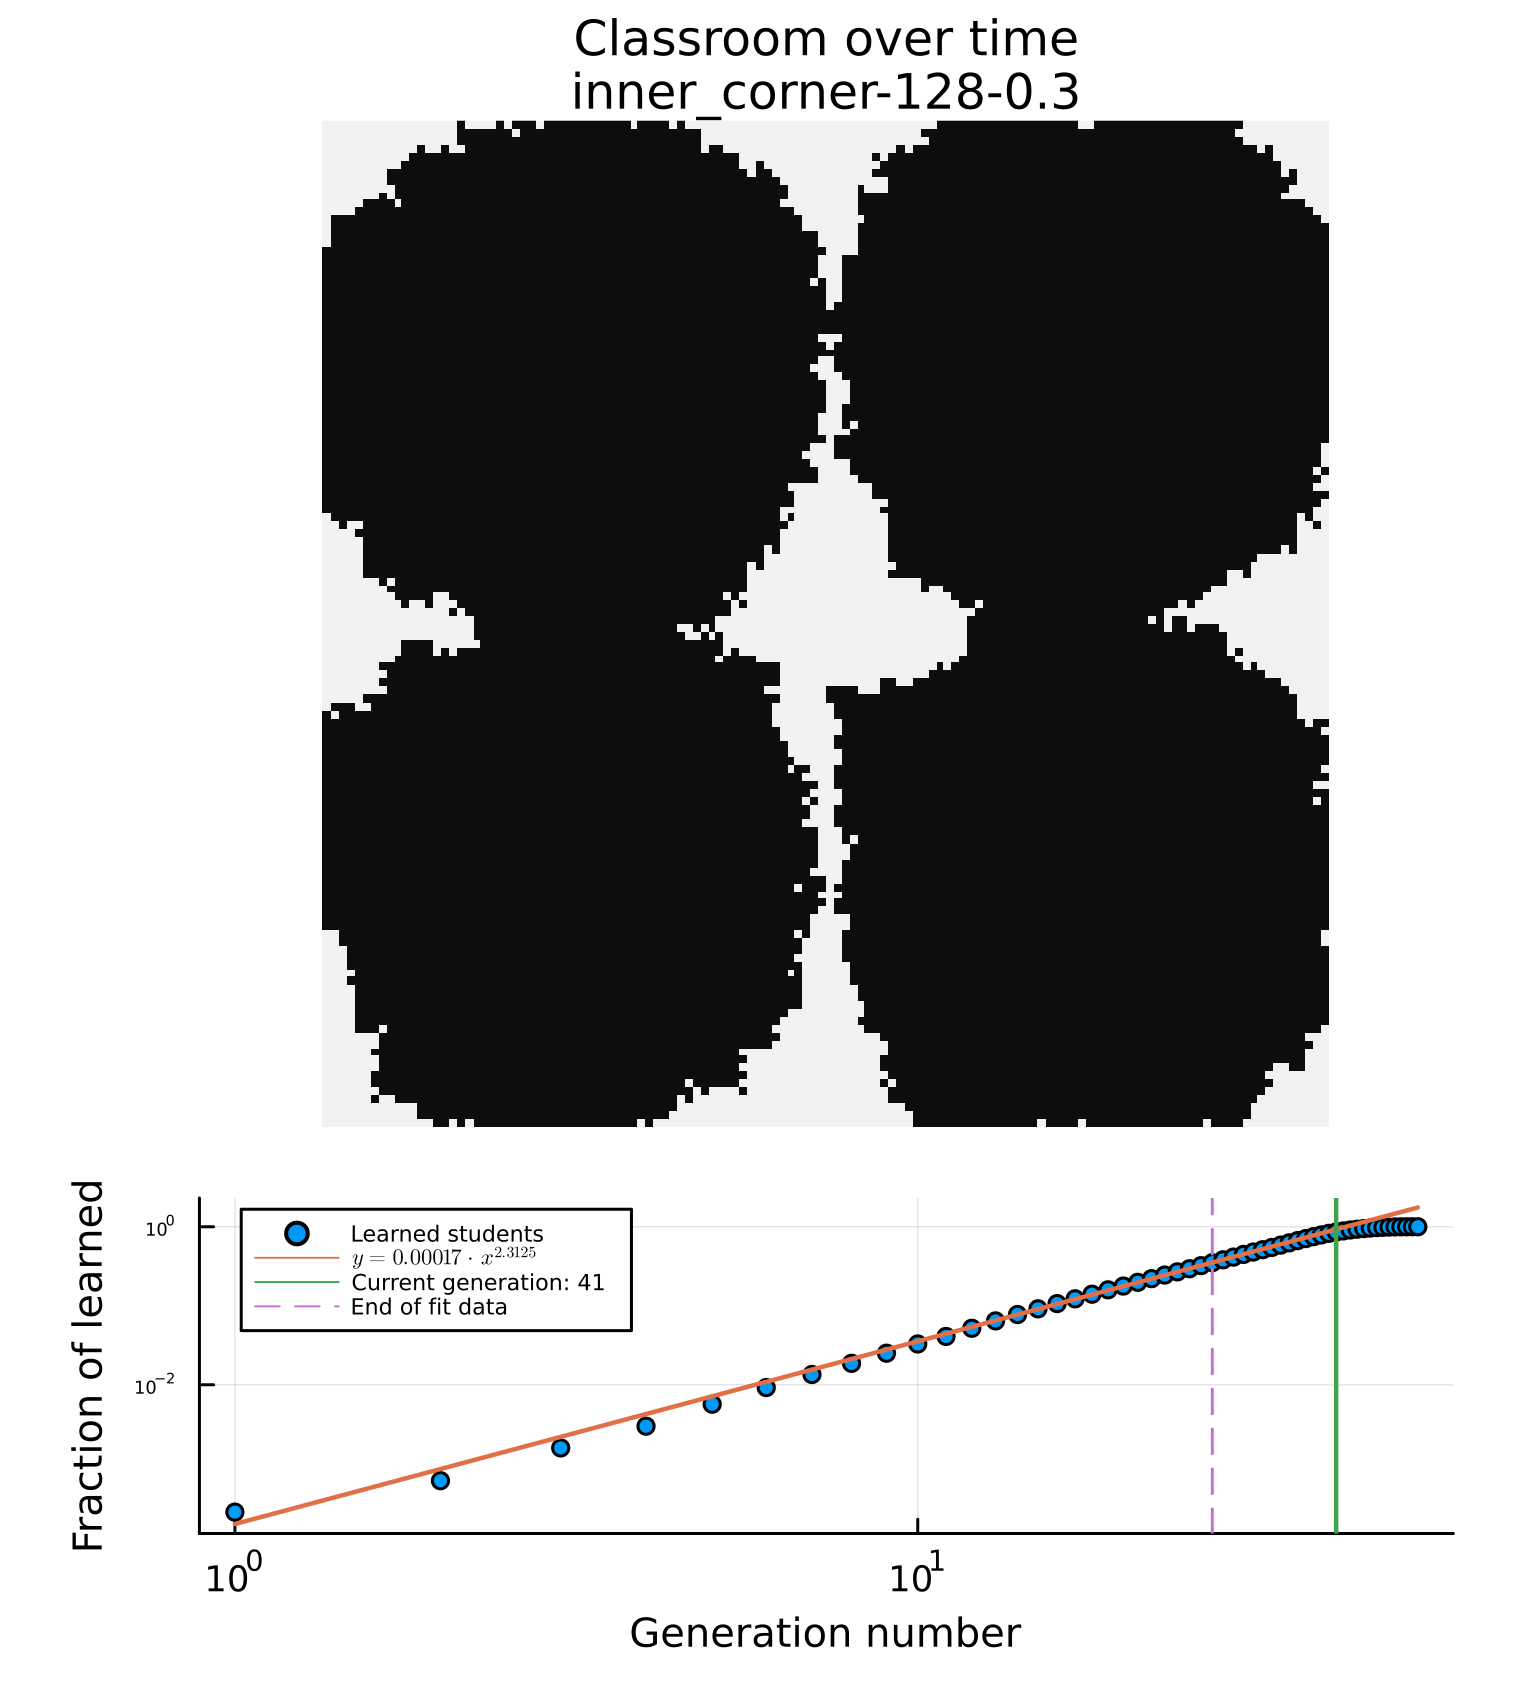 Classroom over time
inner_corner-128-0.3
Fraction of learned
10⁰
10⁻²
Learned students
y = 0.00017 · x^2.3125
Current generation: 41
End of fit data
10⁰
10¹
Generation number